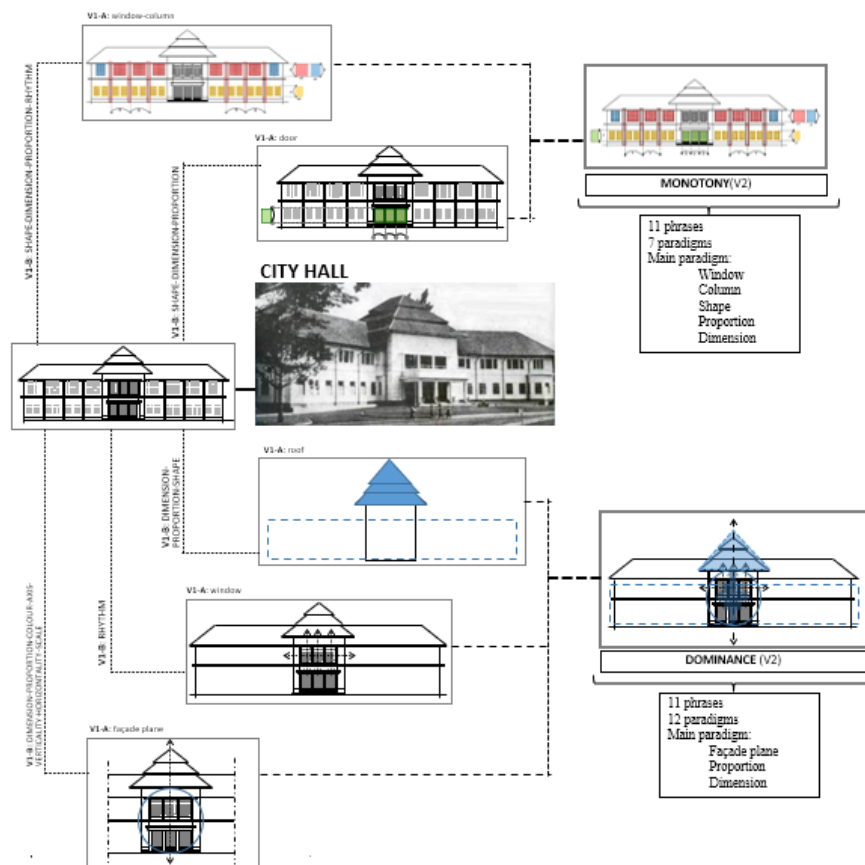 V1-A: window-column
V1-B: SHAPE-DIMENSION-PROPORTION-RHYTHM
V1-A: door
V1-B: SHAPE-DIMENSION-PROPORTION
MONOTONY(V2)
11 phrases
7 paradigms
Main paradigm:
Window
Column
Shape
Proportion
Dimension
CITY HALL
V1-A: roof
V1-B: DIMENSION-
PROPORTION-SHAPE
V1-A: window
V1-B: RHYTHM
V1-B: DIMENSION-PROPORTION-COLOUR-AXIS-
VERTICALITY-HORIZONTALITY-SCALE
V1-A: façade plane
DOMINANCE (V2)
11 phrases
12 paradigms
Main paradigm:
Façade plane
Proportion
Dimension